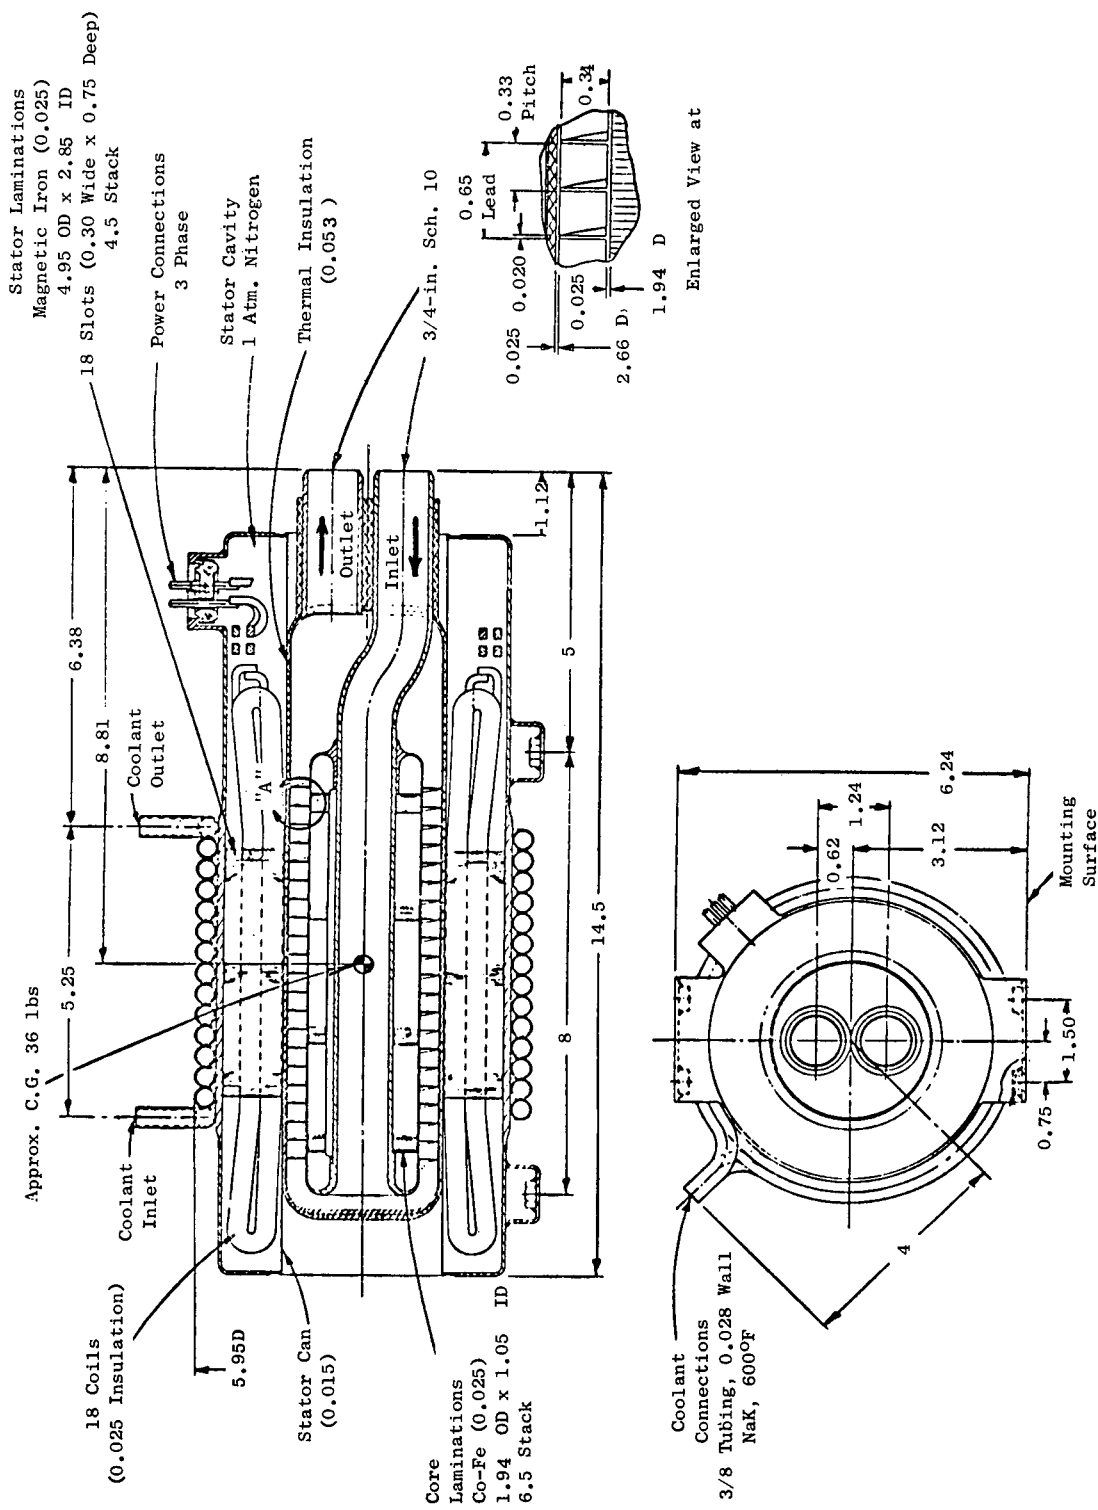 Stator Laminations
Magnetic Iron (0.025)
4.95 OD x 2.85 ID
18 Slots (0.30 Wide x 0.75 Deep)
4.5 Stack
Power Connections
3 Phase
Stator Cavity
1 Atm. Nitrogen
Thermal Insulation
(0.053 )
3/4-in. Sch. 10
6.38
8.81
5.25
Coolant
Outlet
Approx. C.G. 36 lbs
Coolant
Inlet
18 Coils
(0.025 Insulation)
5.95D
Stator Can
(0.015)
Core
Laminations
Co-Fe (0.025)
1.94 OD x 1.05 ID
6.5 Stack
"A"
Outlet
Inlet
1.12
5
8
14.5
0.33
Pitch
0.65
Lead
0.34
0.020
0.025
0.025
2.66 D
1.94 D
Enlarged View at
6.24
1.24
0.62
3.12
Mounting
Surface
1.50
0.75
4
Coolant
Connections
3/8 Tubing, 0.028 Wall
NaK, 600°F